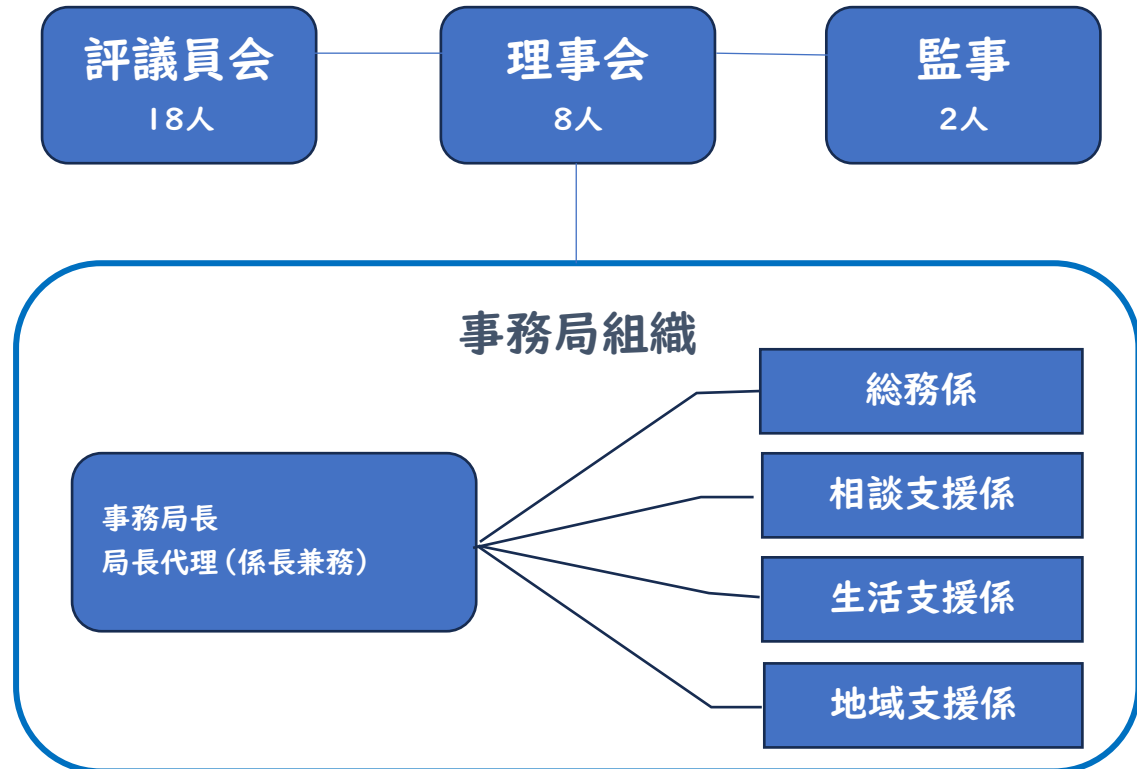 評議員会
18人
理事会
8人
監事
2人
事務局組織
事務局長
局長代理(係長兼務)
総務係
相談支援係
生活支援係
地域支援係